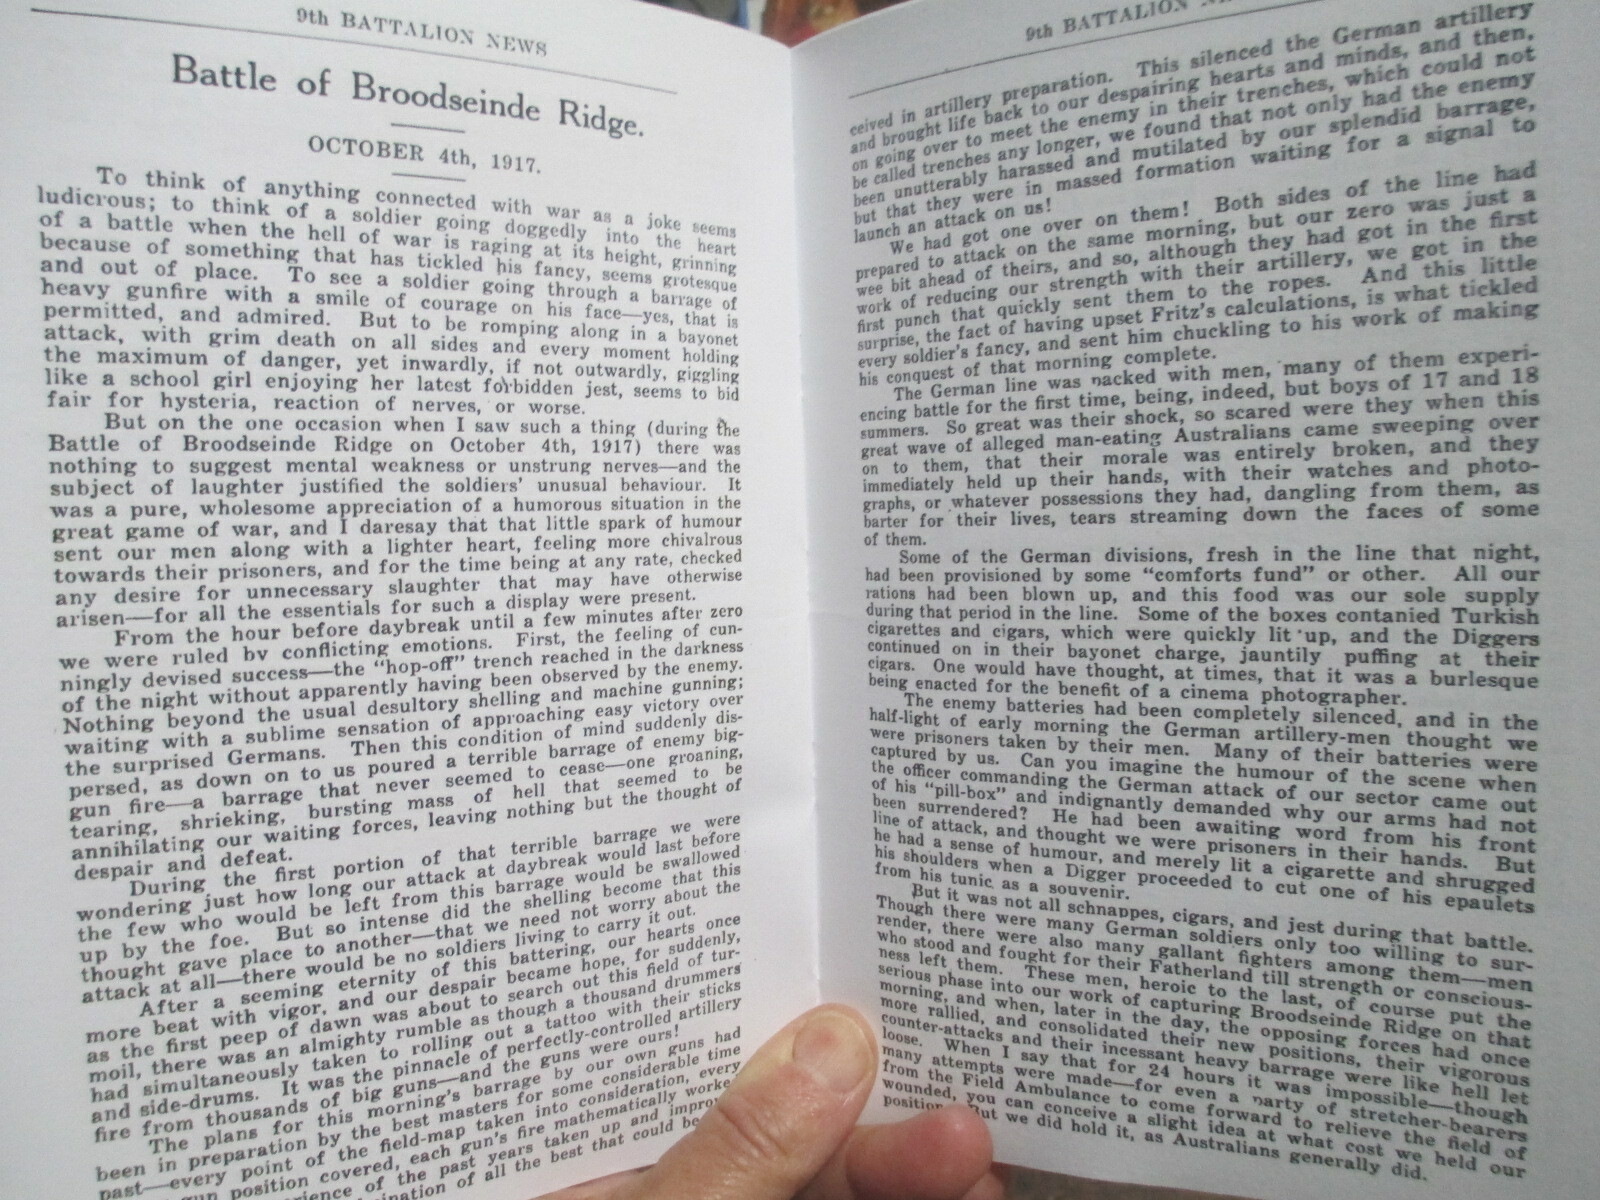 9th BATTALION NEWS
Battle of Broodseinde Ridge.
OCTOBER 4th, 1917.
To think of anything connected with war as a joke seems
ludicrous; to think of a soldier going doggedly into the heart
of a battle when the hell of war is raging at its height, grinning
because of something that has tickled his fancy, seems grotesque
and out of place. To see a soldier going through a barrage of
heavy gunfire with a smile of courage on his face—yes, that is
permitted, and admired. But to be romping along in a bayonet
attack, with grim death on all sides and every moment holding
the maximum of danger, yet inwardly, if not outwardly, giggling
like a school girl enjoying her latest forbidden jest, seems to bid
fair for hysteria, reaction of nerves, or worse.
But on the one occasion when I saw such a thing (during the
Battle of Broodseinde Ridge on October 4th, 1917) there was
nothing to suggest mental weakness or unstrung nerves—and the
subject of laughter justified the soldiers' unusual behaviour. It
was a pure, wholesome appreciation of a humorous situation in the
great game of war, and I daresay that that little spark of humour
sent our men along with a lighter heart, feeling more chivalrous
towards their prisoners, and for the time being at any rate, checked
any desire for unnecessary slaughter that may have otherwise
arisen—for all the essentials for such a display were present.
From the hour before daybreak until a few minutes after zero
we were ruled by conflicting emotions. First, the feeling of cun-
ningly devised success—the "hop-off" trench reached in the darkness
of the night without apparently having been observed by the enemy.
Nothing beyond the usual desultory shelling and machine gunning;
waiting with a sublime sensation of approaching easy victory over
the surprised Germans. Then this condition of mind suddenly dis-
persed, as down on to us poured a terrible barrage of enemy big-
gun fire—a barrage that never seemed to cease—one groaning,
tearing, shrieking, bursting mass of hell that seemed to be
annihilating our waiting forces, leaving nothing but the thought of
despair and defeat.
During the first portion of that terrible barrage we were
wondering just how long our attack at daybreak would last before
the few who would be left from this barrage would be swallowed
up by the foe. But so intense did the shelling become that this
thought gave place to another—that we need not worry about the
attack at all—there would be no soldiers living to carry it out.
After a seeming eternity of this battering, our hearts once
more beat with vigor, and our despair became hope, for suddenly,
as the first peep of dawn was about to search out this field of tur-
moil, there was an almighty rumble as though a thousand drummers
had simultaneously taken to rolling out a tattoo with their sticks
and side-drums. It was the pinnacle of perfectly-controlled artillery
fire from thousands of big guns—and the guns were ours!
The plans for this morning's barrage by our own guns had
been in preparation by the best masters for some considerable time
past—every point of the field-map taken into consideration, every
gun position covered, each gun's fire mathematically worke
erience of the past years taken up and improv
ination of all the best that could be
9th BATTALION
ceived in artillery preparation. This silenced the German artillery
and brought life back to our despairing hearts and minds, and then,
on going over to meet the enemy in their trenches, which could not
be called trenches any longer, we found that not only had the enemy
been unutterably harassed and mutilated by our splendid barrage,
but that they were in massed formation waiting for a signal to
launch an attack on us!
We had got one over on them! Both sides of the line had
prepared to attack on the same morning, but our zero was just a
wee bit ahead of theirs, and so, although they had got in the first
work of reducing our strength with their artillery, we got in the
first punch that quickly sent them to the ropes. And this little
surprise, the fact of having upset Fritz's calculations, is what tickled
every soldier's fancy, and sent him chuckling to his work of making
his conquest of that morning complete.
The German line was packed with men, many of them experi-
encing battle for the first time, being, indeed, but boys of 17 and 18
summers. So great was their shock, so scared were they when this
great wave of alleged man-eating Australians came sweeping over
on to them, that their morale was entirely broken, and they
immediately held up their hands, with their watches and photo-
graphs, or whatever possessions they had, dangling from them, as
barter for their lives, tears streaming down the faces of some
of them.
Some of the German divisions, fresh in the line that night,
had been provisioned by some "comforts fund" or other. All our
rations had been blown up, and this food was our sole supply
during that period in the line. Some of the boxes contanied Turkish
cigarettes and cigars, which were quickly lit up, and the Diggers
continued on in their bayonet charge, jauntily puffing at their
cigars. One would have thought, at times, that it was a burlesque
being enacted for the benefit of a cinema photographer.
The enemy batteries had been completely silenced, and in the
half-light of early morning the German artillery-men thought we
were prisoners taken by their men. Many of their batteries were
captured by us. Can you imagine the humour of the scene when
the officer commanding the German attack of our sector came out
of his "pill-box" and indignantly demanded why our arms had not
been surrendered? He had been awaiting word from his front
line of attack, and thought we were prisoners in their hands. But
he had a sense of humour, and merely lit a cigarette and shrugged
his shoulders when a Digger proceeded to cut one of his epaulets
from his tunic as a souvenir.
But it was not all schnappes, cigars, and jest during that battle.
Though there were many German soldiers only too willing to sur-
render, there were also many gallant fighters among them—men
who stood and fought for their Fatherland till strength or conscious-
ness left them. These men, heroic to the last, of course put the
serious phase into our work of capturing Broodseinde Ridge on that
morning, and when, later in the day, the opposing forces had once
more rallied, and consolidated their new positions, their vigorous
counter-attacks and their incessant heavy barrage were like hell let
loose. When I say that for 24 hours it was impossible—though
many attempts were made—for even a party of stretcher-bearers
from the Field Ambulance to come forward to relieve the field of
wounded, you can conceive a slight idea at what cost we held our
position. But we did hold it, as Australians generally did.